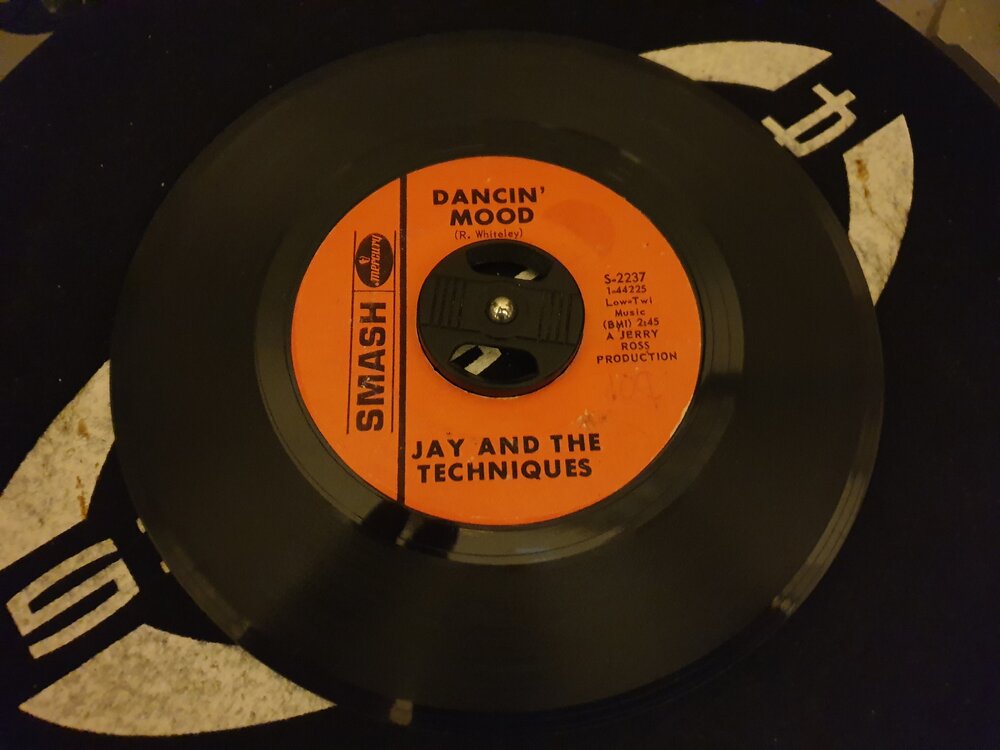 DANCIN'
MOOD
(R. Whiteley)
mercury
SMASH
S-2237
1-44225
Low-Twi
Music
(BMI) 2:45
A JERRY
ROSS
PRODUCTION
JAY AND THE
TECHNIQUES